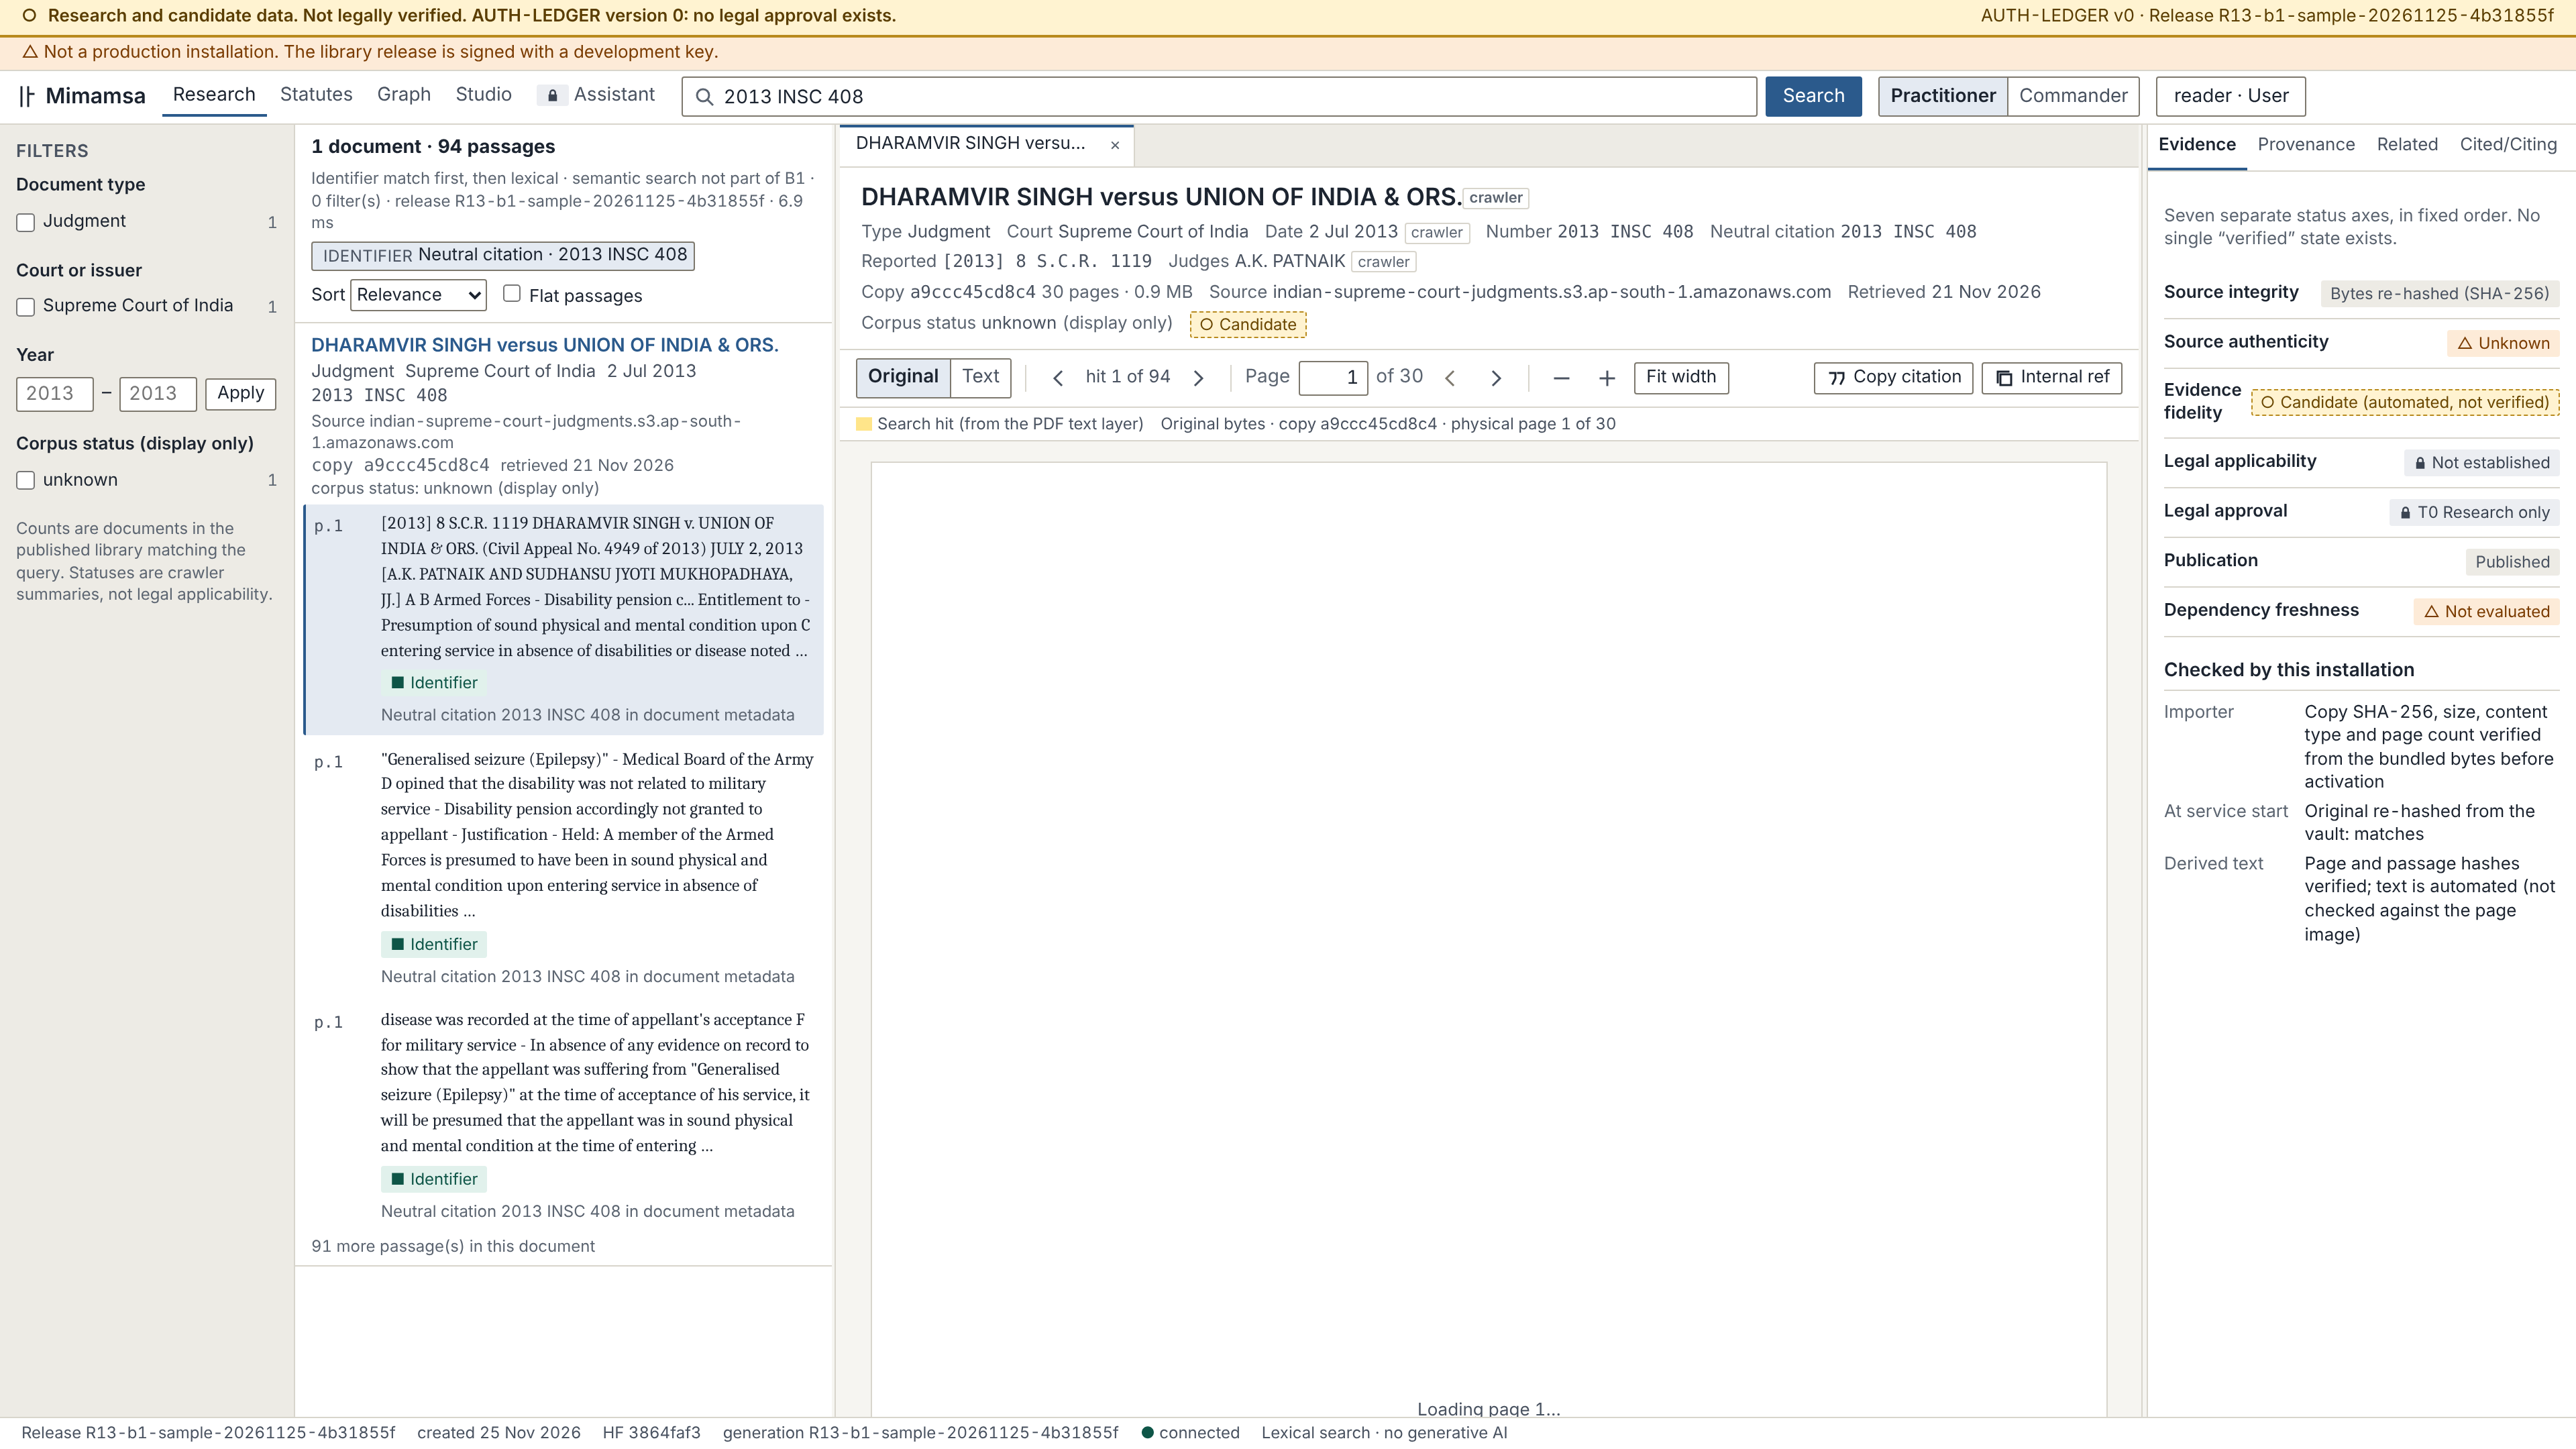 Research and candidate data. Not legally verified. AUTH-LEDGER version 0: no legal approval exists.
AUTH-LEDGER v0 · Release R13-b1-sample-20261125-4b31855f
Not a production installation. The library release is signed with a development key.
Mimamsa
Research
Statutes
Graph
Studio
Assistant
2013 INSC 408
Search
Practitioner
Commander
reader · User
FILTERS
Document type
Judgment 1
Court or issuer
Supreme Court of India 1
Year
2013 – 2013 Apply
Corpus status (display only)
unknown 1
Counts are documents in the
published library matching the
query. Statuses are crawler
summaries, not legal applicability.
1 document · 94 passages
Identifier match first, then lexical · semantic search not part of B1 ·
0 filter(s) · release R13-b1-sample-20261125-4b31855f · 6.9
ms
IDENTIFIER Neutral citation · 2013 INSC 408
Sort Relevance Flat passages
DHARAMVIR SINGH versus UNION OF INDIA & ORS.
Judgment Supreme Court of India 2 Jul 2013
2013 INSC 408
Source indian-supreme-court-judgments.s3.ap-south-
1.amazonaws.com
copy a9ccc45cd8c4 retrieved 21 Nov 2026
corpus status: unknown (display only)
p.1
[2013] 8 S.C.R. 1119 DHARAMVIR SINGH v. UNION OF
INDIA & ORS. (Civil Appeal No. 4949 of 2013) JULY 2, 2013
[A.K. PATNAIK AND SUDHANSU JYOTI MUKHOPADHAYA,
JJ.] A B Armed Forces - Disability pension c... Entitlement to -
Presumption of sound physical and mental condition upon C
entering service in absence of disabilities or disease noted ...
Identifier
Neutral citation 2013 INSC 408 in document metadata
p.1
"Generalised seizure (Epilepsy)" - Medical Board of the Army
D opined that the disability was not related to military
service - Disability pension accordingly not granted to
appellant - Justification - Held: A member of the Armed
Forces is presumed to have been in sound physical and
mental condition upon entering service in absence of
disabilities ...
Identifier
Neutral citation 2013 INSC 408 in document metadata
p.1
disease was recorded at the time of appellant's acceptance F
for military service - In absence of any evidence on record to
show that the appellant was suffering from "Generalised
seizure (Epilepsy)" at the time of acceptance of his service, it
will be presumed that the appellant was in sound physical
and mental condition at the time of entering ...
Identifier
Neutral citation 2013 INSC 408 in document metadata
91 more passage(s) in this document
DHARAMVIR SINGH versu... ×
DHARAMVIR SINGH versus UNION OF INDIA & ORS. crawler
Type Judgment Court Supreme Court of India Date 2 Jul 2013 crawler Number 2013 INSC 408 Neutral citation 2013 INSC 408
Reported [2013] 8 S.C.R. 1119 Judges A.K. PATNAIK crawler
Copy a9ccc45cd8c4 30 pages · 0.9 MB Source indian-supreme-court-judgments.s3.ap-south-1.amazonaws.com Retrieved 21 Nov 2026
Corpus status unknown (display only) Candidate
Original Text hit 1 of 94 Page 1 of 30 Fit width Copy citation Internal ref
Search hit (from the PDF text layer) Original bytes · copy a9ccc45cd8c4 · physical page 1 of 30
Loading page 1...
Evidence Provenance Related Cited/Citing
Seven separate status axes, in fixed order. No
single “verified” state exists.
Source integrity Bytes re-hashed (SHA-256)
Source authenticity Unknown
Evidence
fidelity
Candidate (automated, not verified)
Legal applicability Not established
Legal approval T0 Research only
Publication Published
Dependency freshness Not evaluated
Checked by this installation
Importer Copy SHA-256, size, content
type and page count verified
from the bundled bytes before
activation
At service start Original re-hashed from the
vault: matches
Derived text Page and passage hashes
verified; text is automated (not
checked against the page
image)
Release R13-b1-sample-20261125-4b31855f created 25 Nov 2026 HF 3864faf3 generation R13-b1-sample-20261125-4b31855f connected Lexical search · no generative AI